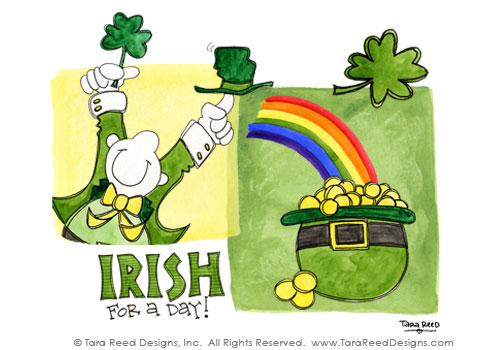 IRISH
FOR A DAY!
TARA REED
© Tara Reed Designs, Inc. All Rights Reserved. www.TaraReedDesigns.com